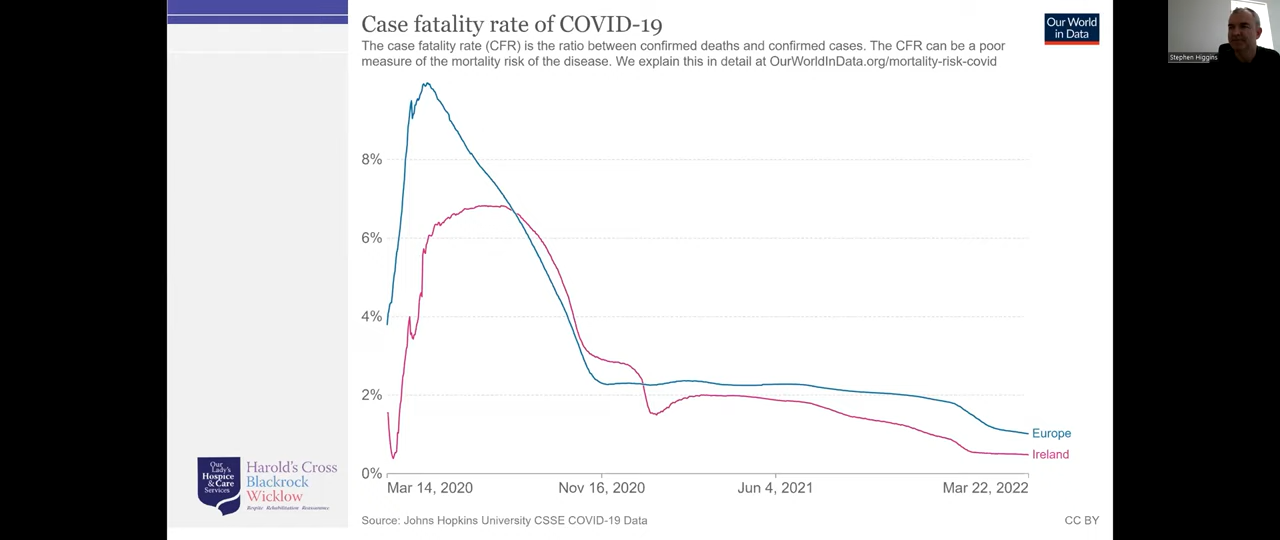 Case fatality rate of COVID-19
The case fatality rate (CFR) is the ratio between confirmed deaths and confirmed cases. The CFR can be a poor
measure of the mortality risk of the disease. We explain this in detail at OurWorldInData.org/mortality-risk-covid
Our World
in Data
Stephen Higgins
8%
6%
4%
2%
0%
Europe
Ireland
Mar 14, 2020
Nov 16, 2020
Jun 4, 2021
Mar 22, 2022
Source: Johns Hopkins University CSSE COVID-19 Data
CC BY
Our
Lady's
Hospice
& Care
Services
Harold's Cross
Blackrock
Wicklow
Respite Rehabilitation Reassurance